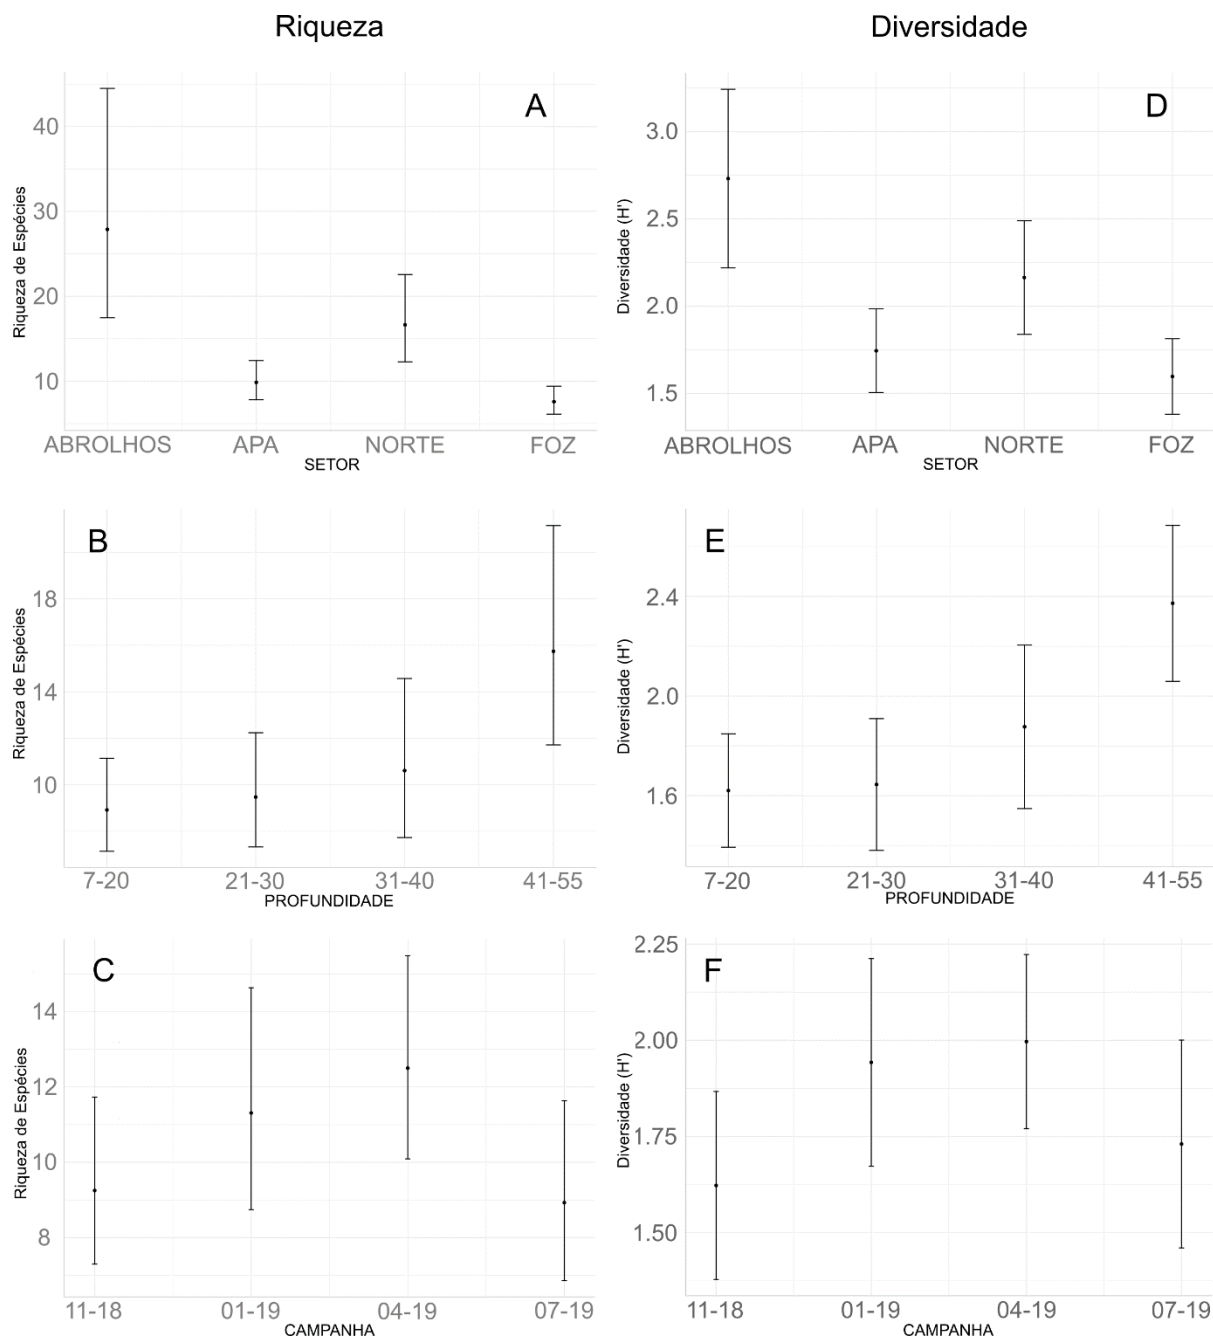 Riqueza
Diversidade
A
40
30
20
10
Riqueza de Espécies
ABROLHOS APA NORTE FOZ
SETOR
D
3.0
2.5
2.0
1.5
Diversidade (H')
ABROLHOS APA NORTE FOZ
SETOR
B
18
14
10
Riqueza de Espécies
7-20 21-30 31-40 41-55
PROFUNDIDADE
E
2.4
2.0
1.6
Diversidade (H')
7-20 21-30 31-40 41-55
PROFUNDIDADE
C
14
12
10
8
Riqueza de Espécies
11-18 01-19 04-19 07-19
CAMPANHA
F
2.25
2.00
1.75
1.50
Diversidade (H')
11-18 01-19 04-19 07-19
CAMPANHA